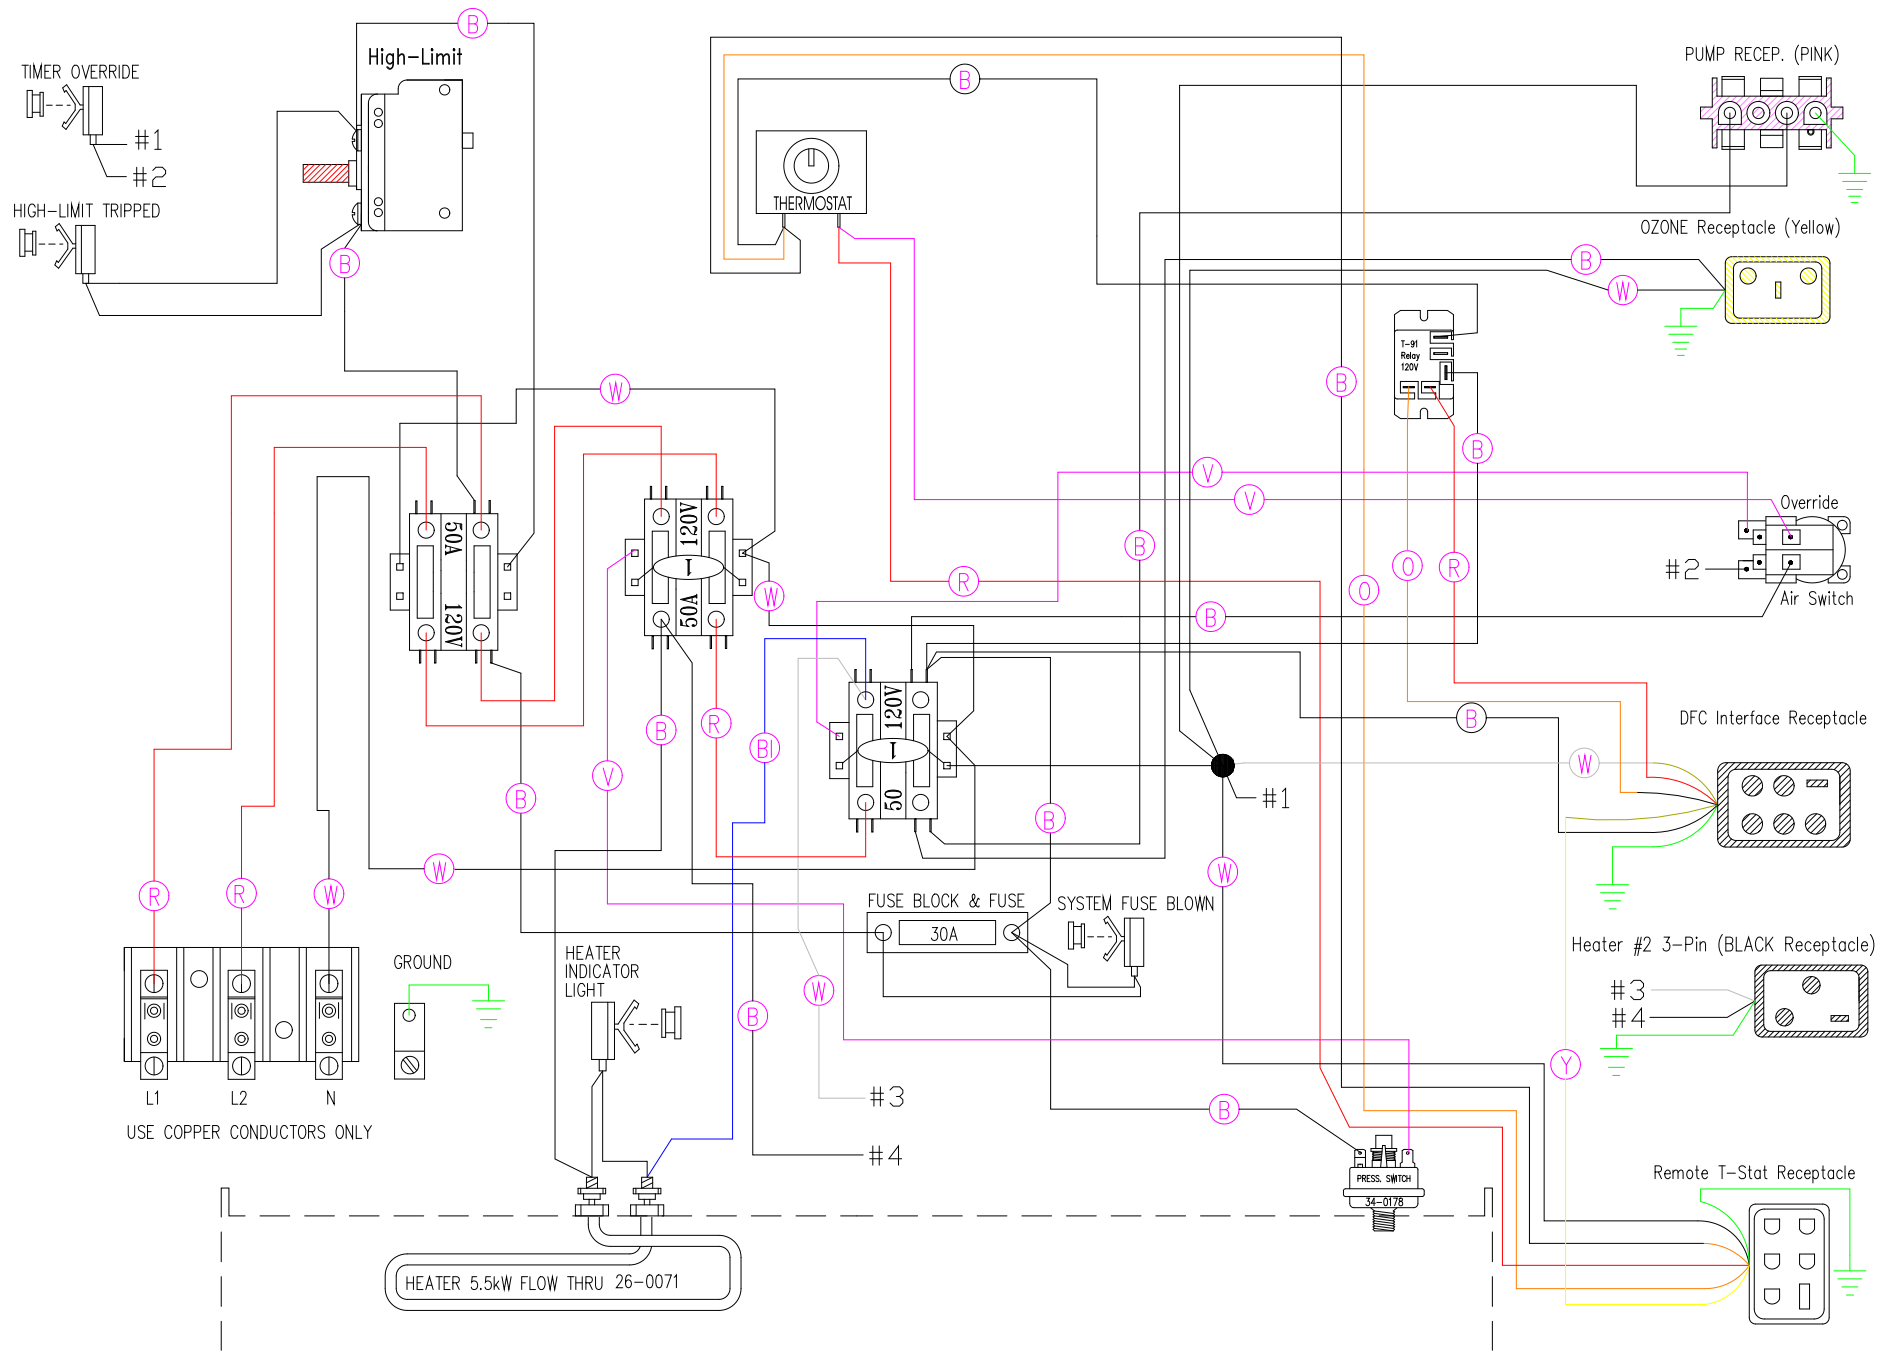 B
High-Limit
TIMER OVERRIDE
#1
#2
HIGH-LIMIT TRIPPED
B
B
THERMOSTAT
PUMP RECEP. (PINK)
OZONE Receptacle (Yellow)
B
W
T-91
Relay
120V
B
B
W
V
V
Override
#2
Air Switch
50A
120V
120V
50A
1
W
B
R
O
O
R
B
B
R
V
Bl
120V
50
1
B
DFC Interface Receptacle
W
#1
B
B
W
W
R
R
W
FUSE BLOCK & FUSE
30A
SYSTEM FUSE BLOWN
Heater #2 3-Pin (BLACK Receptacle)
#3
#4
GROUND
HEATER
INDICATOR
LIGHT
W
B
Y
L1
L2
N
#3
B
USE COPPER CONDUCTORS ONLY
#4
PRESS. SWITCH
34-0178
Remote T-Stat Receptacle
HEATER 5.5kW FLOW THRU 26-0071